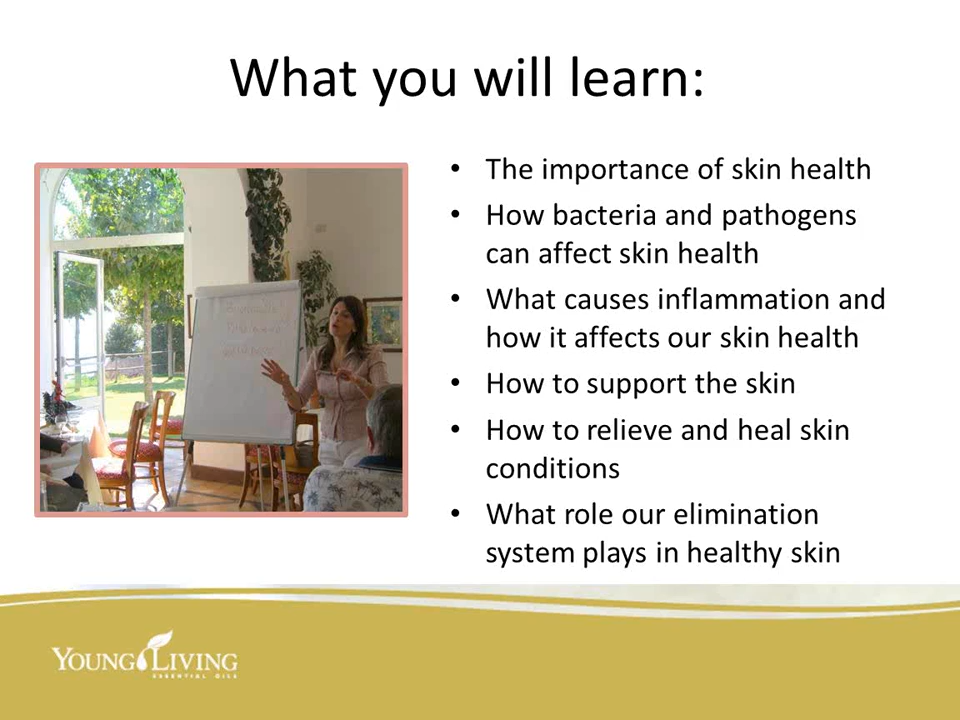 What you will learn:
• The importance of skin health
• How bacteria and pathogens
can affect skin health
• What causes inflammation and
how it affects our skin health
• How to support the skin
• How to relieve and heal skin
conditions
• What role our elimination
system plays in healthy skin
YOUNG LIVING
ESSENTIAL OILS